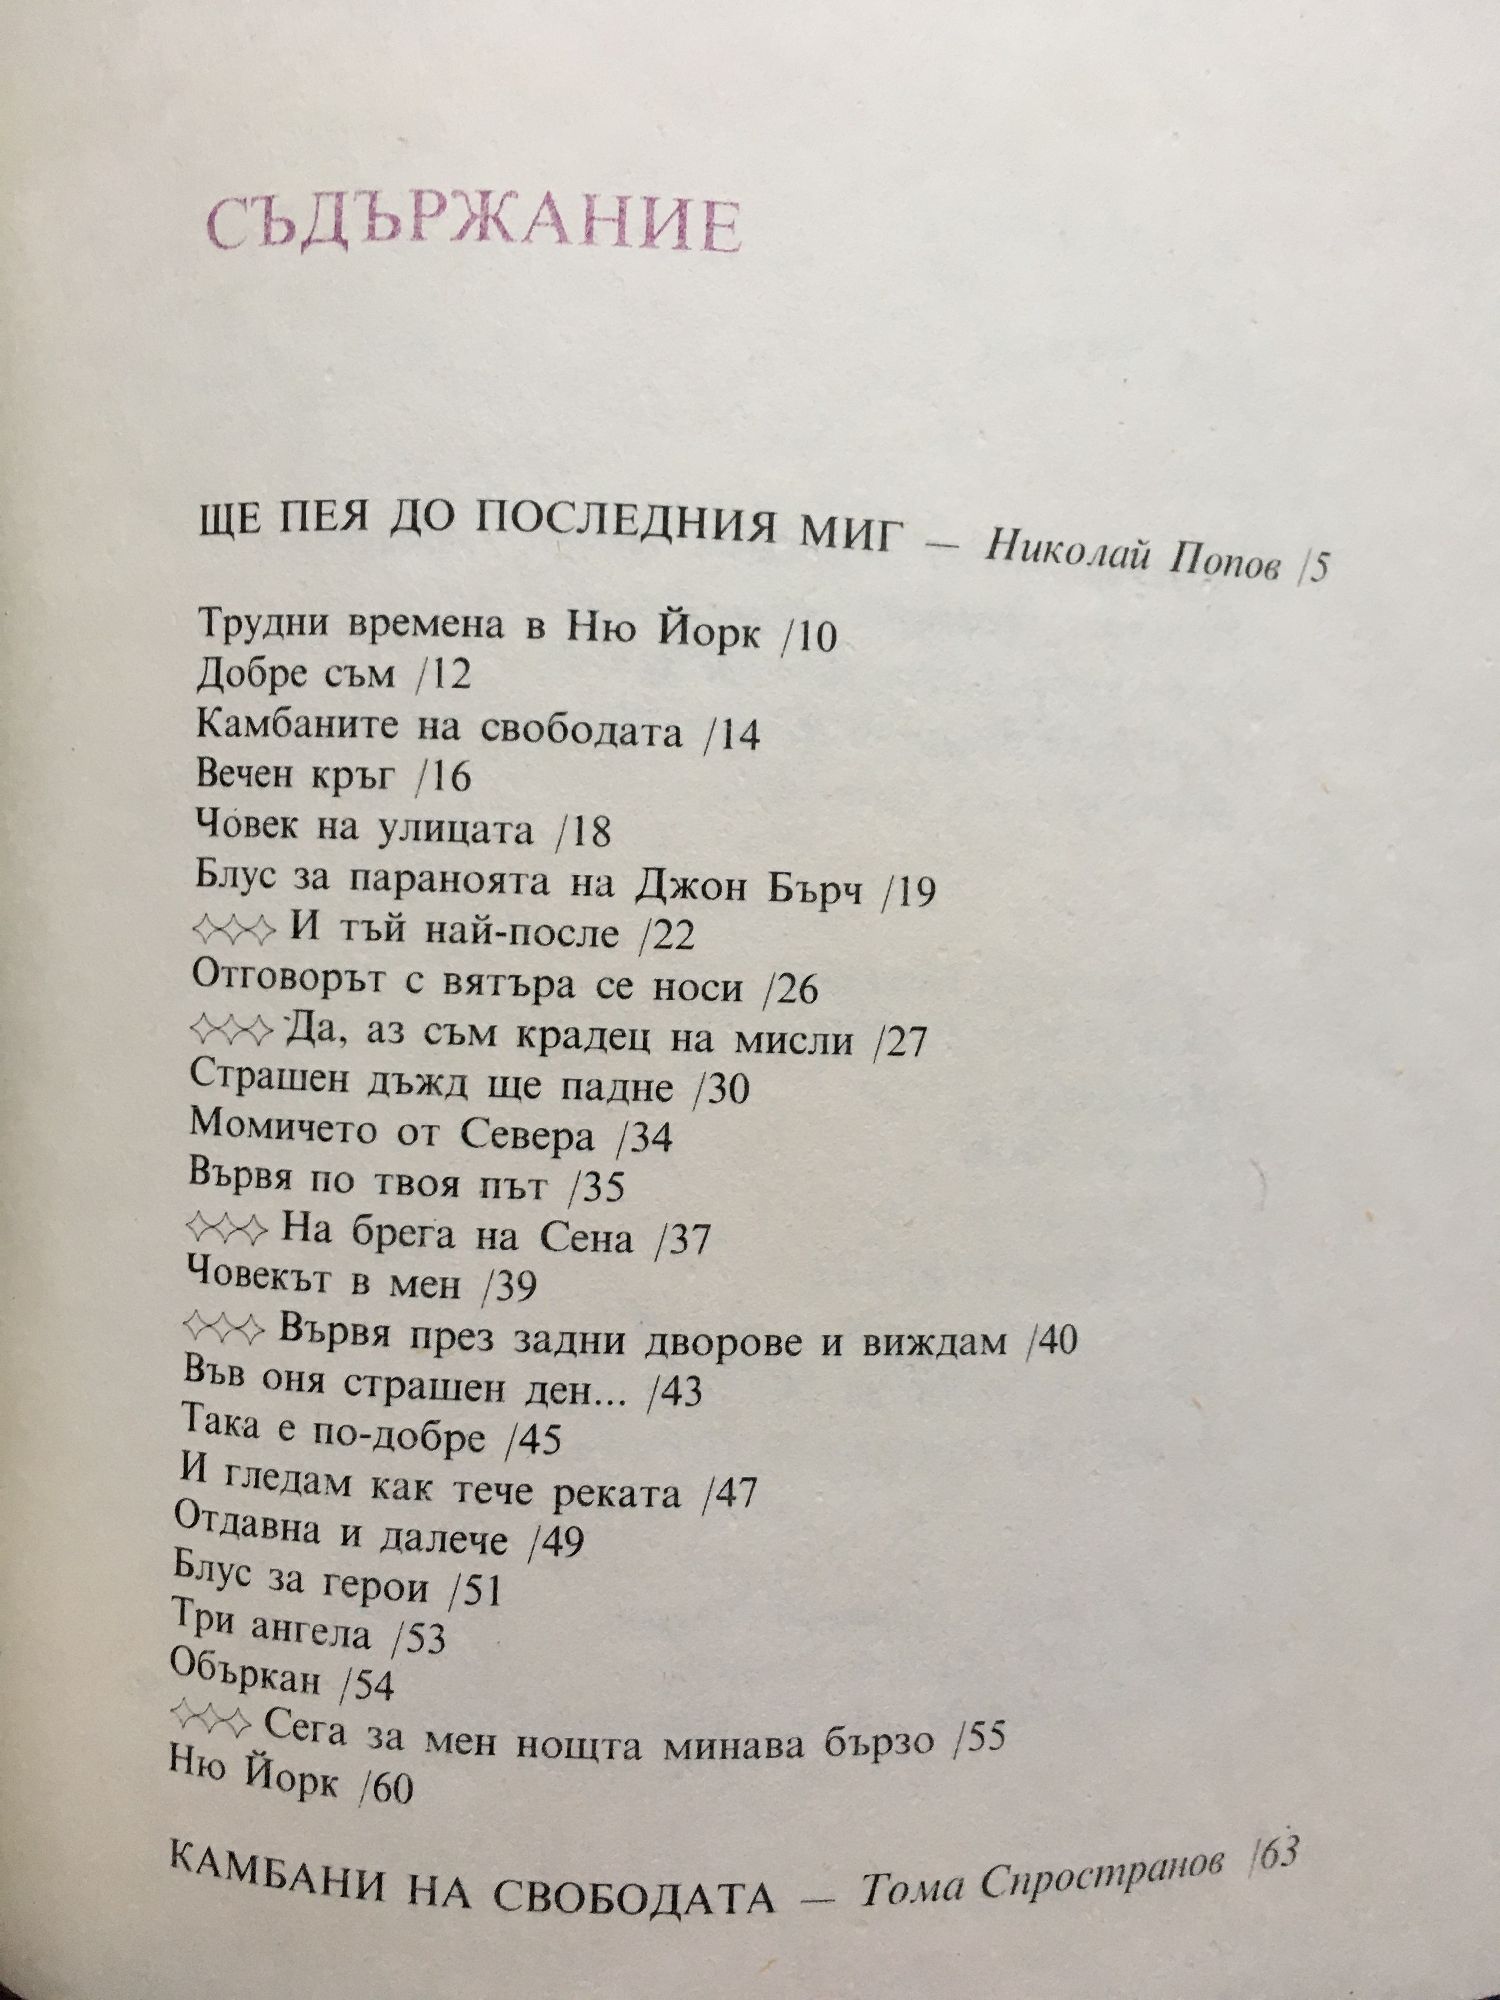 СЪДЪРЖАНИЕ
ЩЕ ПЕЯ ДО ПОСЛЕДНИЯ МИГ — Николай Попов /5
Трудни времена в Ню Йорк /10
Добре съм /12
Камбаните на свободата /14
Вечен кръг /16
Човек на улицата /18
Блус за параноята на Джон Бърч /19
✧✧✧ И тъй най-после /22
Отговорът с вятъра се носи /26
✧✧✧ Да, аз съм крадец на мисли /27
Страшен дъжд ще падне /30
Момичето от Севера /34
Вървя по твоя път /35
✧✧✧ На брега на Сена /37
Човекът в мен /39
✧✧✧ Вървя през задни дворове и виждам /40
Във оня страшен ден... /43
Така е по-добре /45
И гледам как тече реката /47
Отдавна и далече /49
Блус за герои /51
Три ангела /53
Объркан /54
✧✧✧ Сега за мен нощта минава бързо /55
Ню Йорк /60
КАМБАНИ НА СВОБОДАТА — Тома Спространов /63